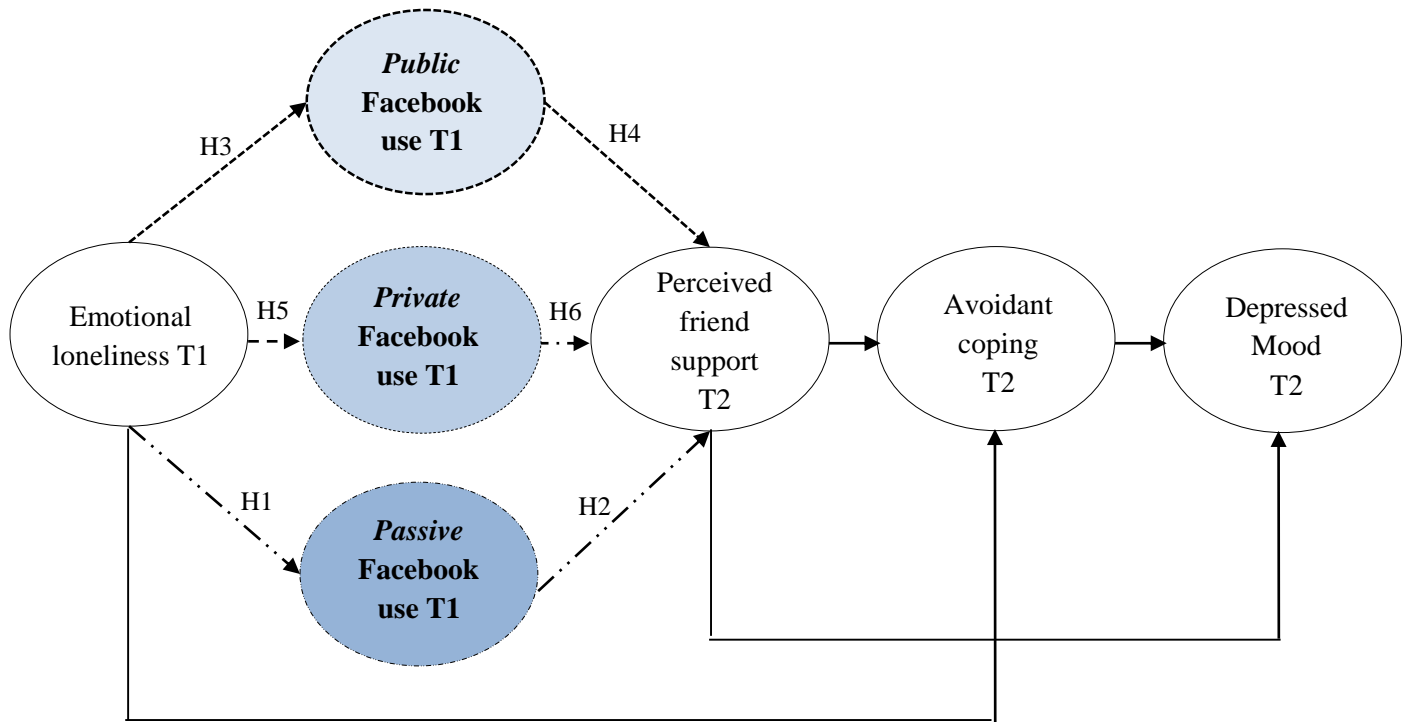 Public
Facebook
use T1
H3
H4
Emotional
loneliness T1
H5
Private
Facebook
use T1
H6
Perceived
friend
support
T2
Avoidant
coping
T2
Depressed
Mood
T2
H1
Passive
Facebook
use T1
H2